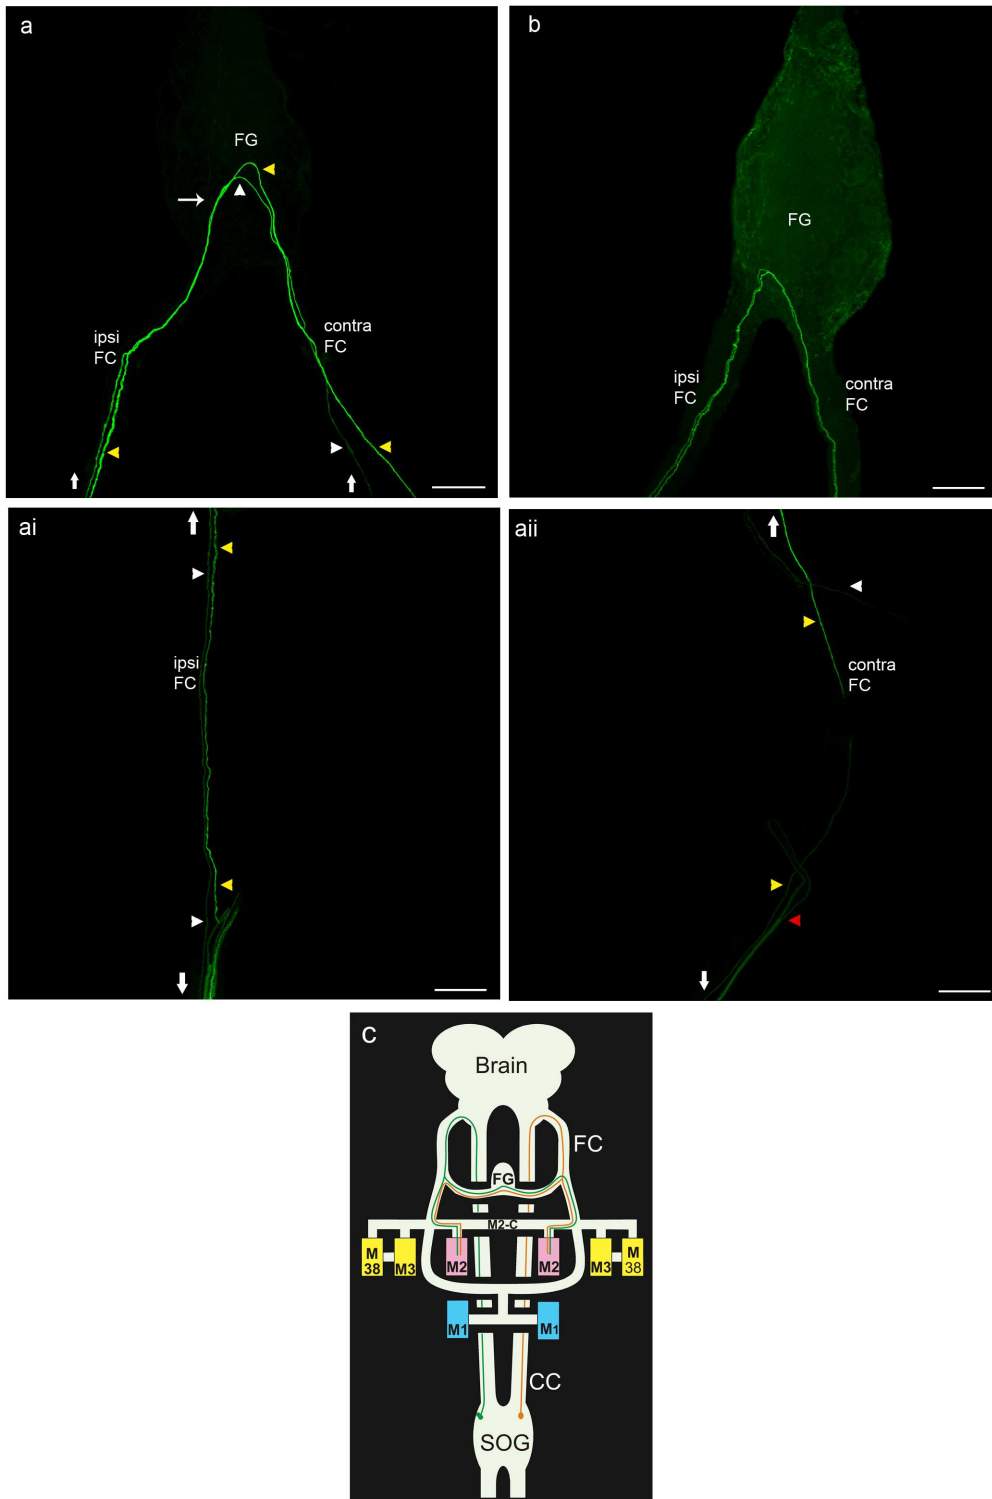 a
FG
ipsi
FC
contra
FC
b
FG
ipsi
FC
contra
FC
ai
ipsi
FC
aii
contra
FC
c
Brain
FC
FG
M2-C
M
38
M3
M2
M2
M3
M
38
M1
M1
CC
SOG